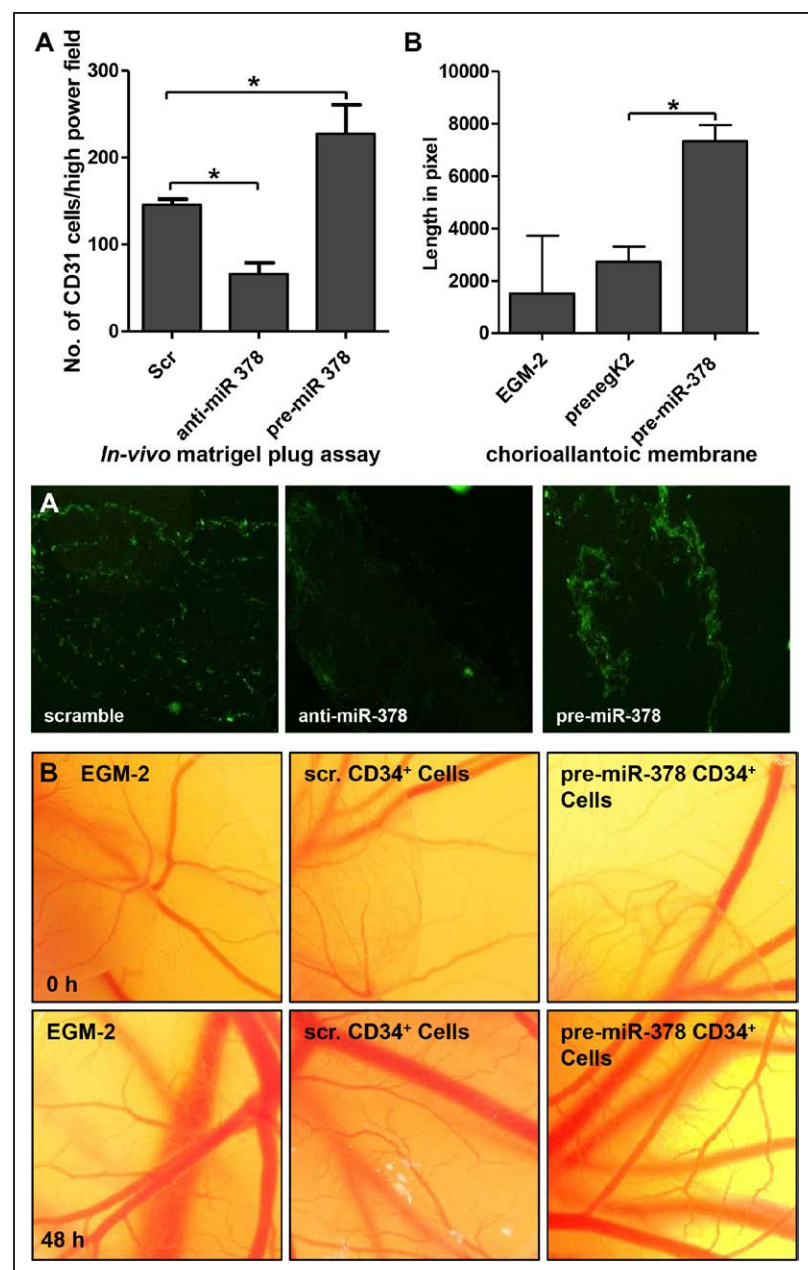 A
300
200
100
0
No. of CD31 cells/high power field
*
*
Scr
anti-miR 378
pre-miR 378
In-vivo matrigel plug assay
B
10000
8000
6000
4000
2000
0
Length in pixel
*
EGM-2
prenegK2
pre-miR-378
chorioallantoic membrane
A
scramble
anti-miR-378
pre-miR-378
B EGM-2
0 h
scr. CD34⁺ Cells
pre-miR-378 CD34⁺
Cells
EGM-2
48 h
scr. CD34⁺ Cells
pre-miR-378 CD34⁺
Cells